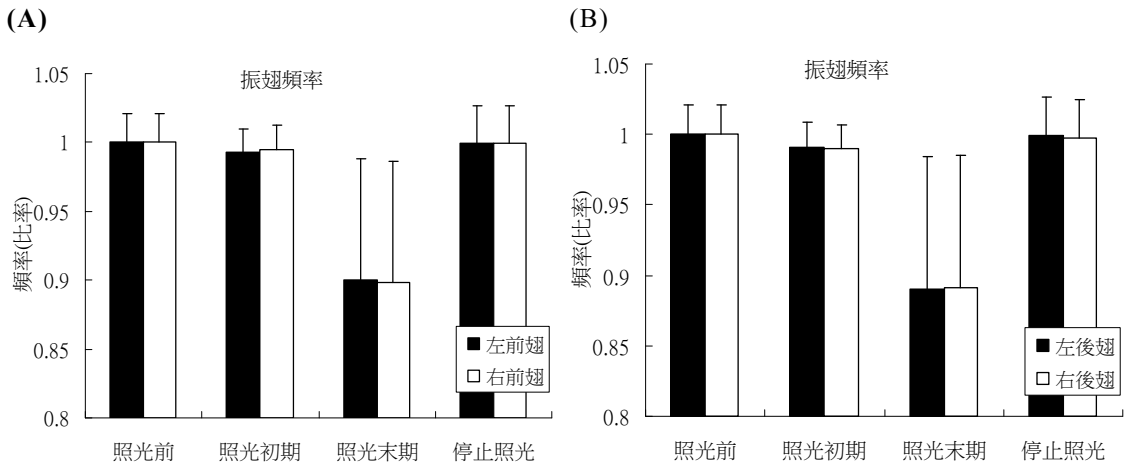 (A)
振翅頻率
頻率(比率)
1.05
1
0.95
0.9
0.85
0.8
照光前 照光初期 照光末期 停止照光
左前翅
右前翅
(B)
振翅頻率
頻率(比率)
1.05
1
0.95
0.9
0.85
0.8
照光前 照光初期 照光末期 停止照光
左後翅
右後翅